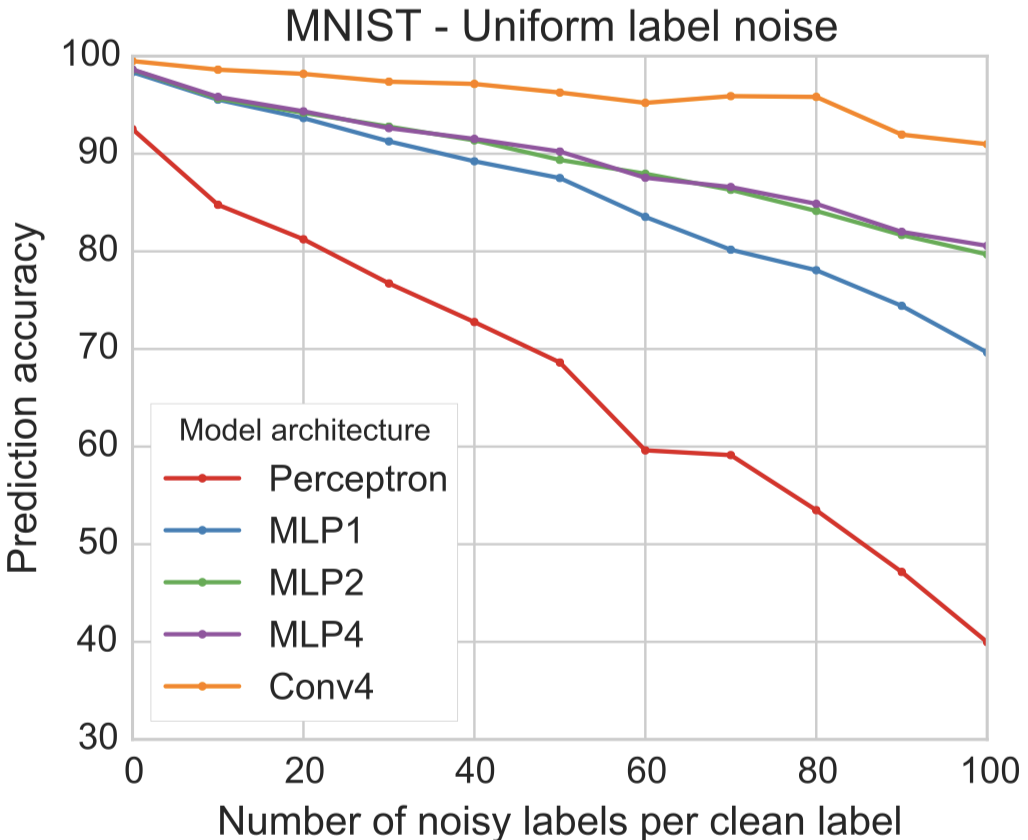 MNIST - Uniform label noise
100
90
80
70
60
50
40
30
Prediction accuracy
Model architecture
Perceptron
MLP1
MLP2
MLP4
Conv4
0 20 40 60 80 100
Number of noisy labels per clean label